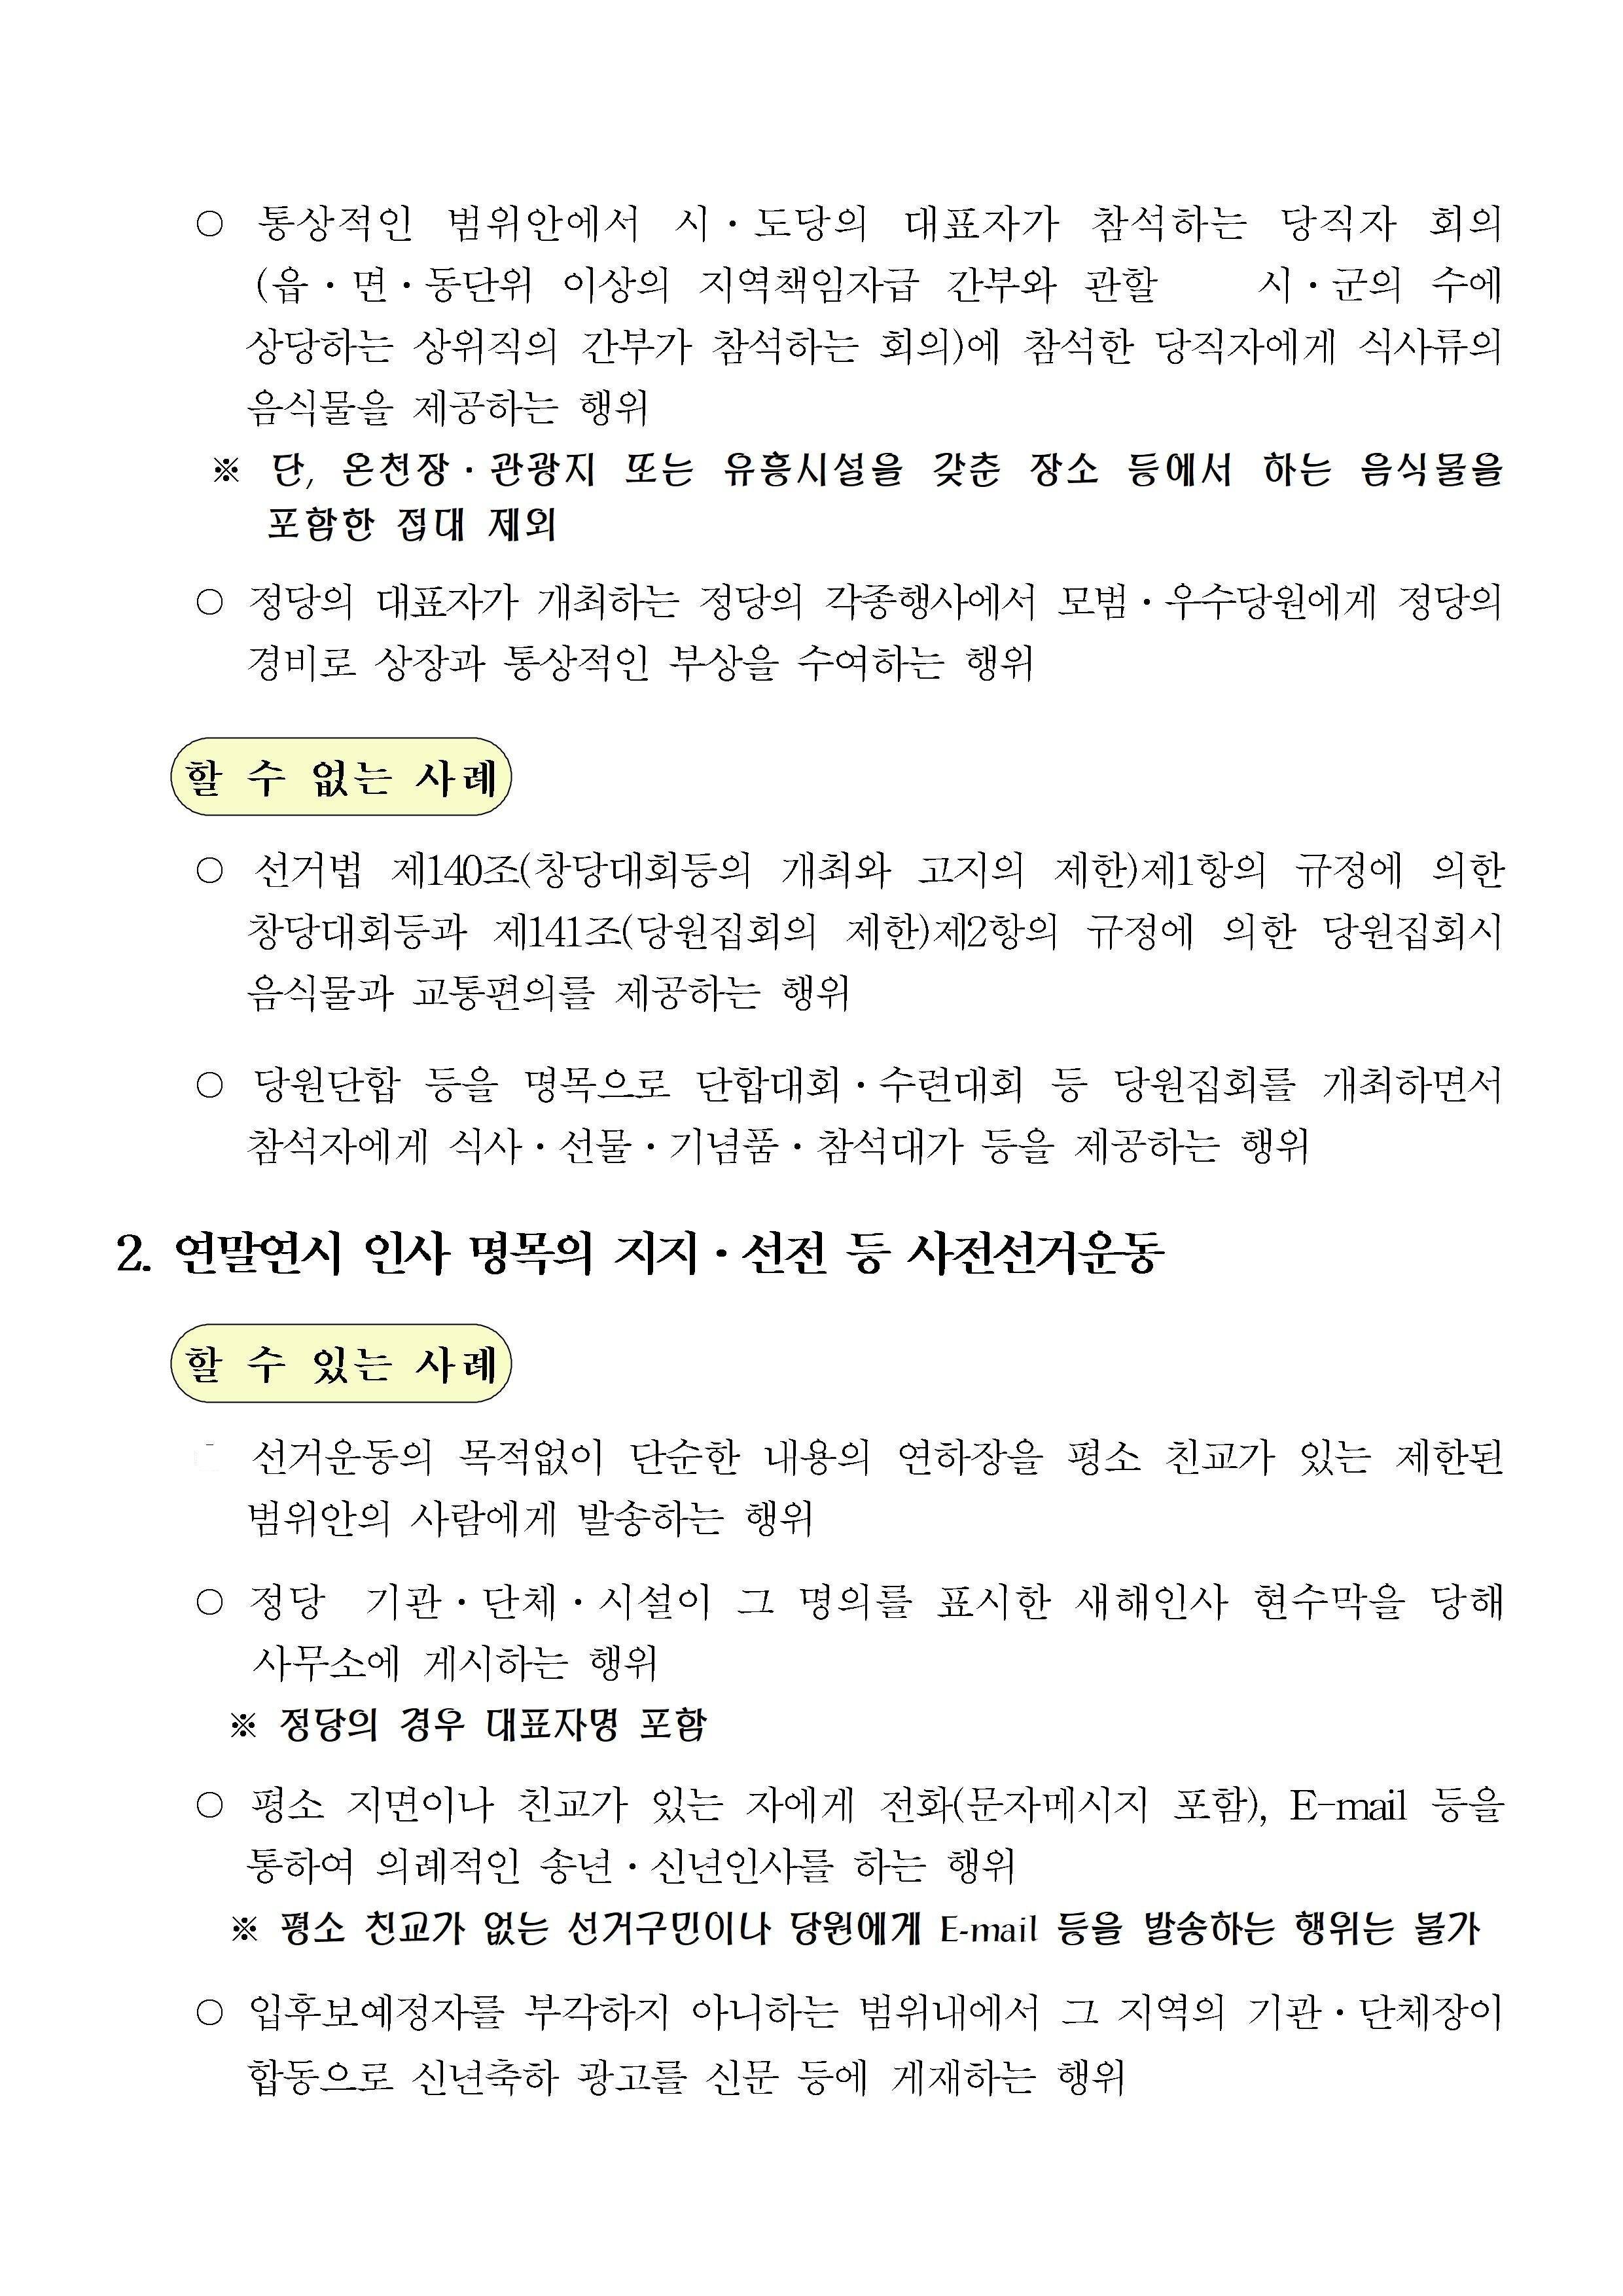 ○ 통상적인 범위안에서 시·도당의 대표자가 참석하는 당직자 회의
(읍·면·동단위 이상의 지역책임자급 간부와 관할 시·군의 수에
상당하는 상위직의 간부가 참석하는 회의)에 참석한 당직자에게 식사류의
음식물을 제공하는 행위
※ 단, 온천장·관광지 또는 유흥시설을 갖춘 장소 등에서 하는 음식물을
포함한 접대 제외
○ 정당의 대표자가 개최하는 정당의 각종행사에서 모범·우수당원에게 정당의
경비로 상장과 통상적인 부상을 수여하는 행위
할 수 없는 사례
○ 선거법 제140조(창당대회등의 개최와 고지의 제한)제1항의 규정에 의한
창당대회등과 제141조(당원집회의 제한)제2항의 규정에 의한 당원집회시
음식물과 교통편의를 제공하는 행위
○ 당원단합 등을 명목으로 단합대회·수련대회 등 당원집회를 개최하면서
참석자에게 식사·선물·기념품·참석대가 등을 제공하는 행위
2. 연말연시 인사 명목의 지지·선전 등 사전선거운동
할 수 있는 사례
선거운동의 목적없이 단순한 내용의 연하장을 평소 친교가 있는 제한된
범위안의 사람에게 발송하는 행위
○ 정당 기관·단체·시설이 그 명의를 표시한 새해인사 현수막을 당해
사무소에 게시하는 행위
※ 정당의 경우 대표자명 포함
○ 평소 지면이나 친교가 있는 자에게 전화(문자메시지 포함), E-mail 등을
통하여 의례적인 송년·신년인사를 하는 행위
※ 평소 친교가 없는 선거구민이나 당원에게 E-mail 등을 발송하는 행위는 불가
○ 입후보예정자를 부각하지 아니하는 범위내에서 그 지역의 기관·단체장이
합동으로 신년축하 광고를 신문 등에 게재하는 행위